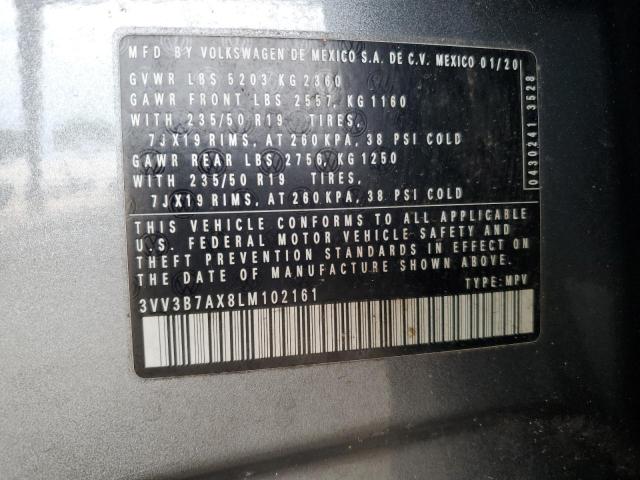 MFD BY VOLKSWAGEN DE MEXICO S.A. DE C.V. MEXICO 01/20
GVWR LBS 5203 KG 2360
GAWR FRONT LBS 2557, KG 1160
WITH 235/50 R19 TIRES,
7JX19 RIMS, AT 260 KPA, 38 PSI COLD
GAWR REAR LBS 2756, KG 1250
WITH 235/50 R19 TIRES,
7JX19 RIMS, AT 260 KPA, 38 PSI COLD
THIS VEHICLE CONFORMS TO ALL APPLICABLE
U.S. FEDERAL MOTOR VEHICLE SAFETY AND
THEFT PREVENTION STANDARDS IN EFFECT ON
THE DATE OF MANUFACTURE SHOWN ABOVE.
3VV3B7AX8LM102161
TYPE: MPV
0430241 3528